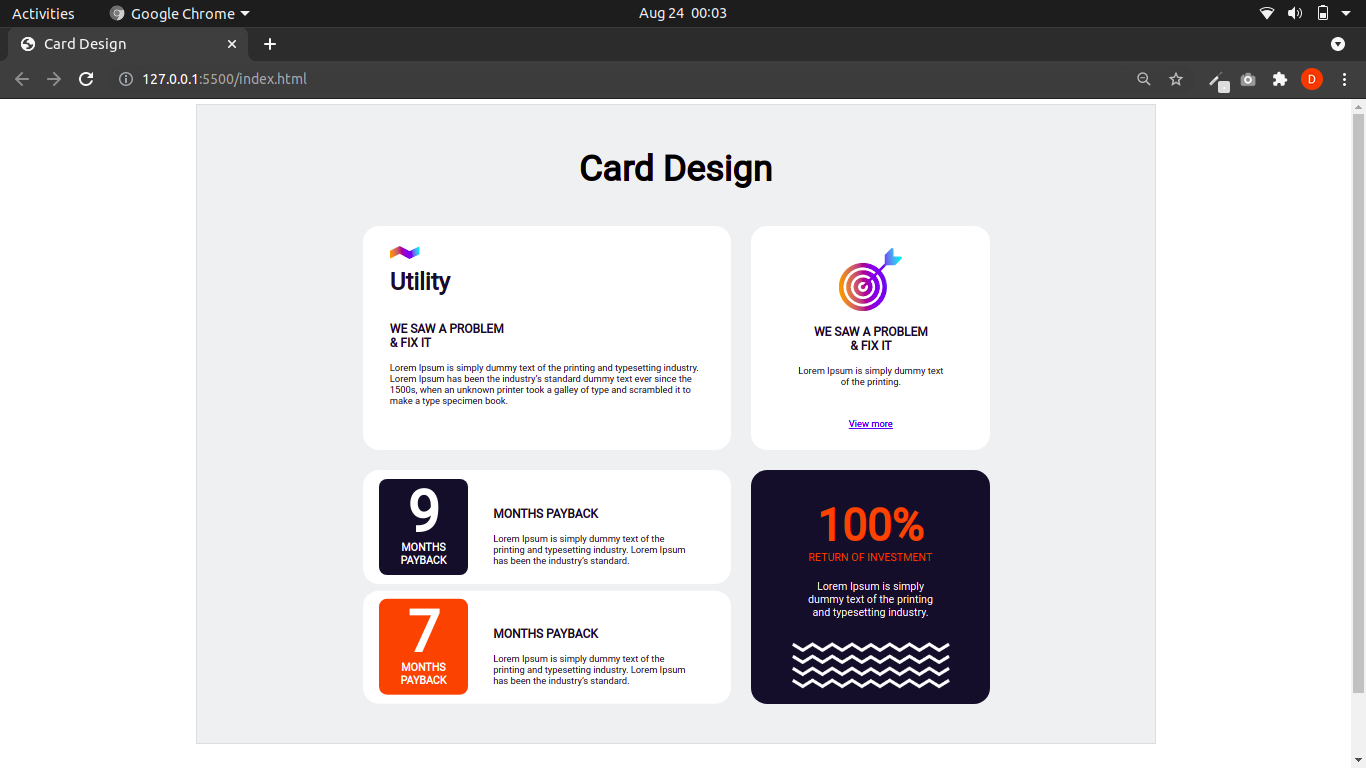 Activities
Google Chrome
Aug 24 00:03
Card Design
127.0.0.1:5500/index.html
D
Card Design
Utility
WE SAW A PROBLEM
& FIX IT
Lorem Ipsum is simply dummy text of the printing and typesetting industry.
Lorem Ipsum has been the industry's standard dummy text ever since the
1500s, when an unknown printer took a galley of type and scrambled it to
make a type specimen book.
WE SAW A PROBLEM
& FIX IT
Lorem Ipsum is simply dummy text
of the printing.
View more
9
MONTHS
PAYBACK
MONTHS PAYBACK
Lorem Ipsum is simply dummy text of the
printing and typesetting industry. Lorem Ipsum
has been the industry's standard.
7
MONTHS
PAYBACK
MONTHS PAYBACK
Lorem Ipsum is simply dummy text of the
printing and typesetting industry. Lorem Ipsum
has been the industry's standard.
100%
RETURN OF INVESTMENT
Lorem Ipsum is simply
dummy text of the printing
and typesetting industry.